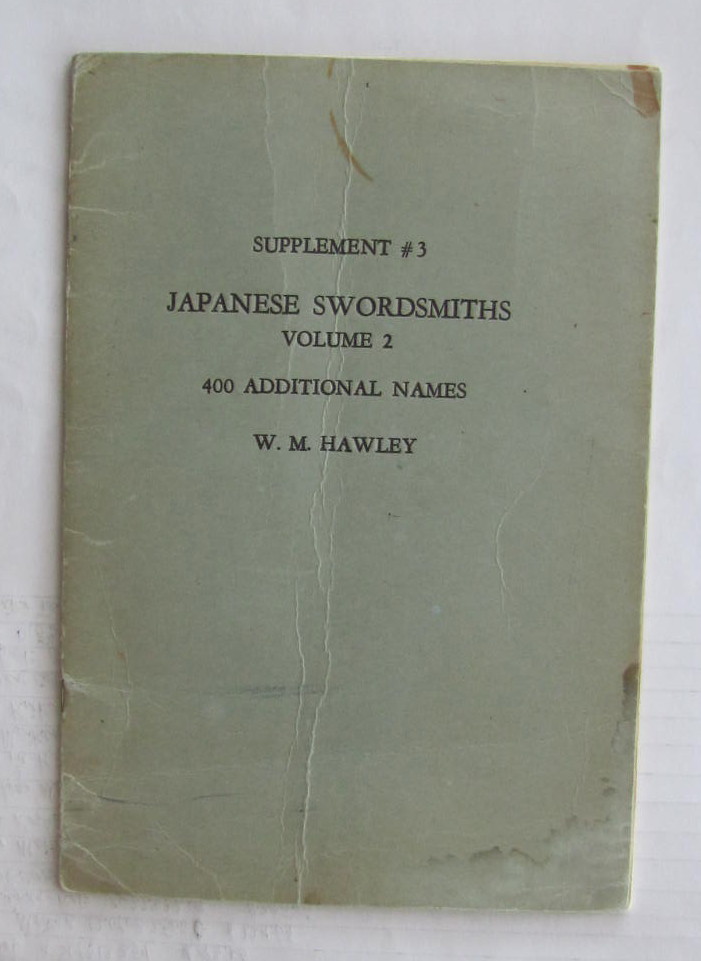 SUPPLEMENT #3
JAPANESE SWORDSMITHS
VOLUME 2
400 ADDITIONAL NAMES
W. M. HAWLEY